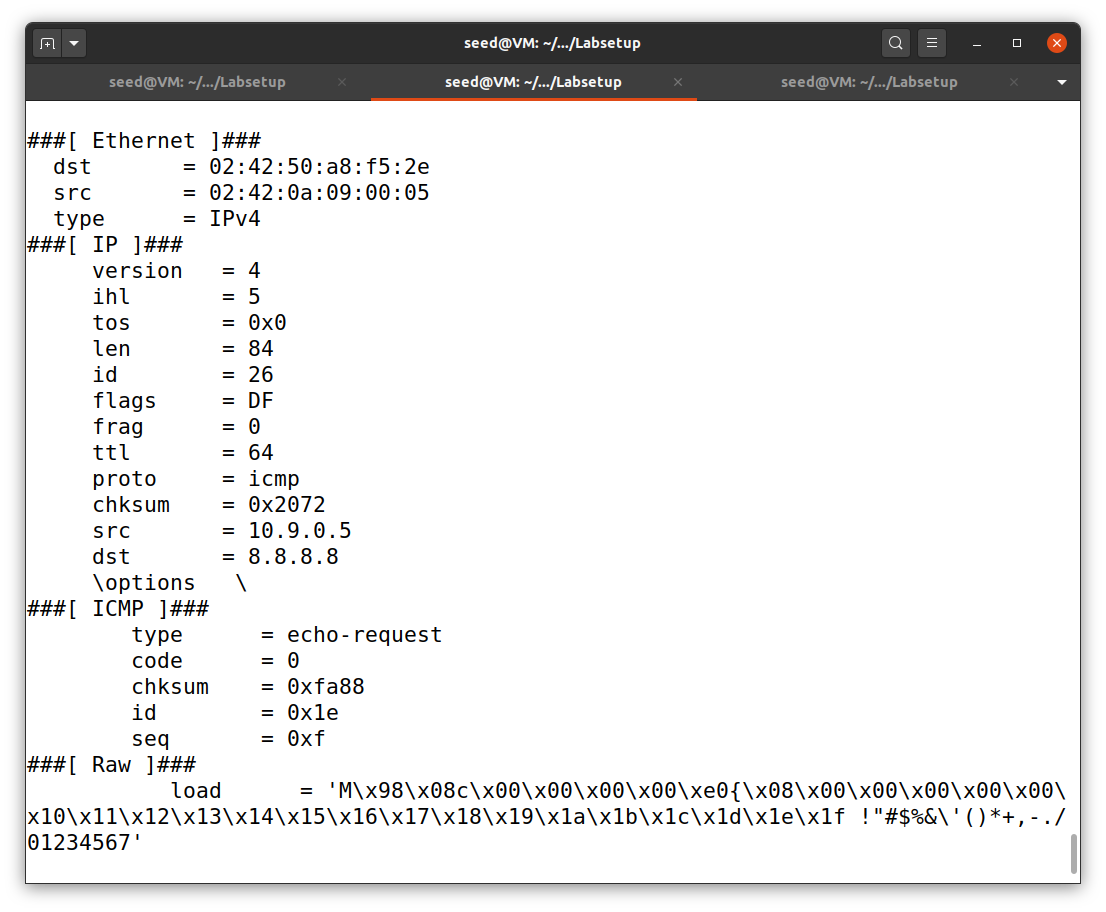 seed@VM: ~/.../Labsetup
seed@VM: ~/.../Labsetup seed@VM: ~/.../Labsetup seed@VM: ~/.../Labsetup
###[ Ethernet ]###
  dst       = 02:42:50:a8:f5:2e
  src       = 02:42:0a:09:00:05
  type      = IPv4
###[ IP ]###
     version   = 4
     ihl       = 5
     tos       = 0x0
     len       = 84
     id        = 26
     flags     = DF
     frag      = 0
     ttl       = 64
     proto     = icmp
     chksum    = 0x2072
     src       = 10.9.0.5
     dst       = 8.8.8.8
     \options   \
###[ ICMP ]###
        type      = echo-request
        code      = 0
        chksum    = 0xfa88
        id        = 0x1e
        seq       = 0xf
###[ Raw ]###
           load      = 'M\x98\x08c\x00\x00\x00\x00\xe0{\x08\x00\x00\x00\x00\x00\
x10\x11\x12\x13\x14\x15\x16\x17\x18\x19\x1a\x1b\x1c\x1d\x1e\x1f !"#$%&\'()*+,-./
01234567'